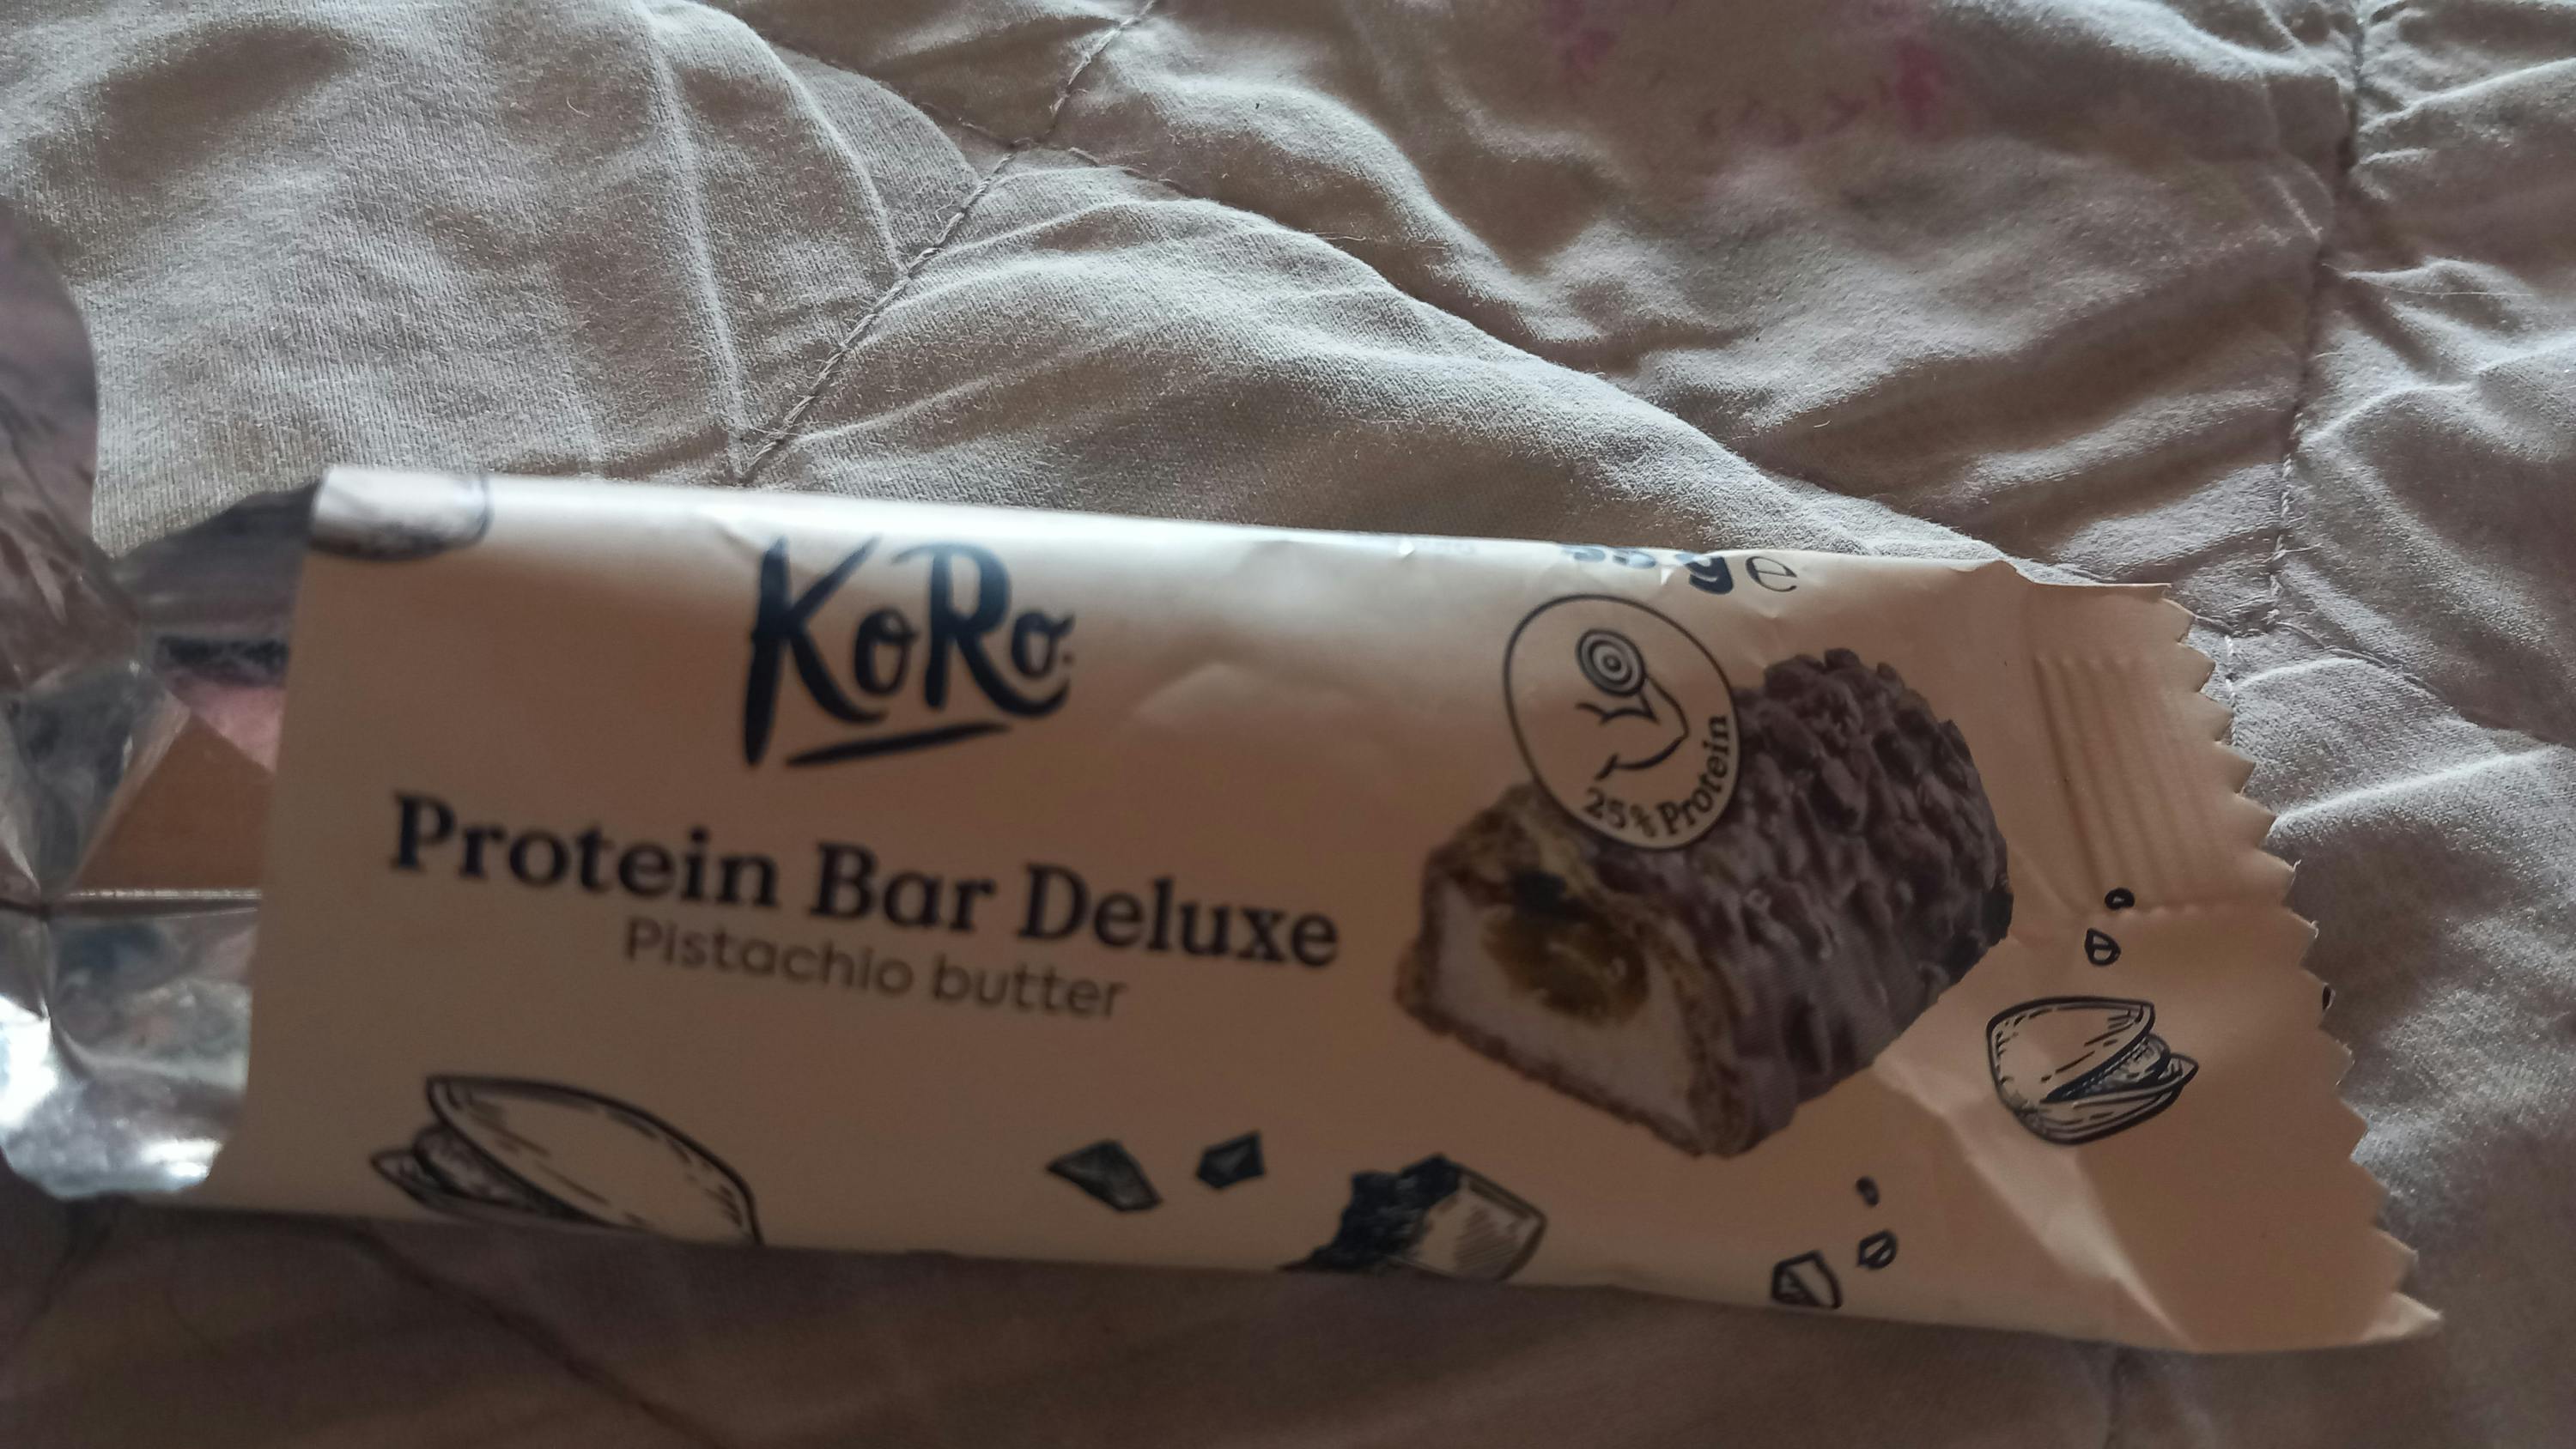 KoRo
g e
25% Protein
Protein Bar Deluxe
Pistachio butter